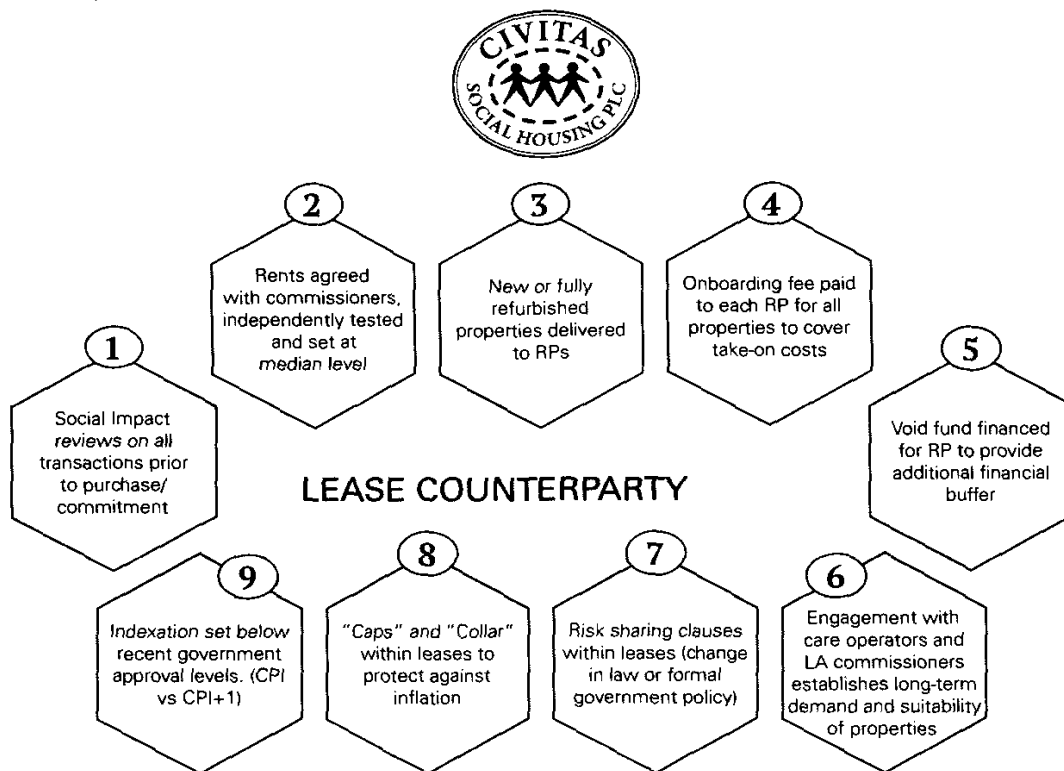 CIVITAS
SOCIAL HOUSING PLC
1
Social Impact
reviews on all
transactions prior
to purchase/
commitment
2
Rents agreed
with commissioners,
independently tested
and set at
median level
3
New or fully
refurbished
properties delivered
to RPs
4
Onboarding fee paid
to each RP for all
properties to cover
take-on costs
5
Void fund financed
for RP to provide
additional financial
buffer
LEASE COUNTERPARTY
9
Indexation set below
recent government
approval levels. (CPI
vs CPI+1)
8
"Caps" and "Collar"
within leases to
protect against
inflation
7
Risk sharing clauses
within leases (change
in law or formal
government policy)
6
Engagement with
care operators and
LA commissioners
establishes long-term
demand and suitability
of properties